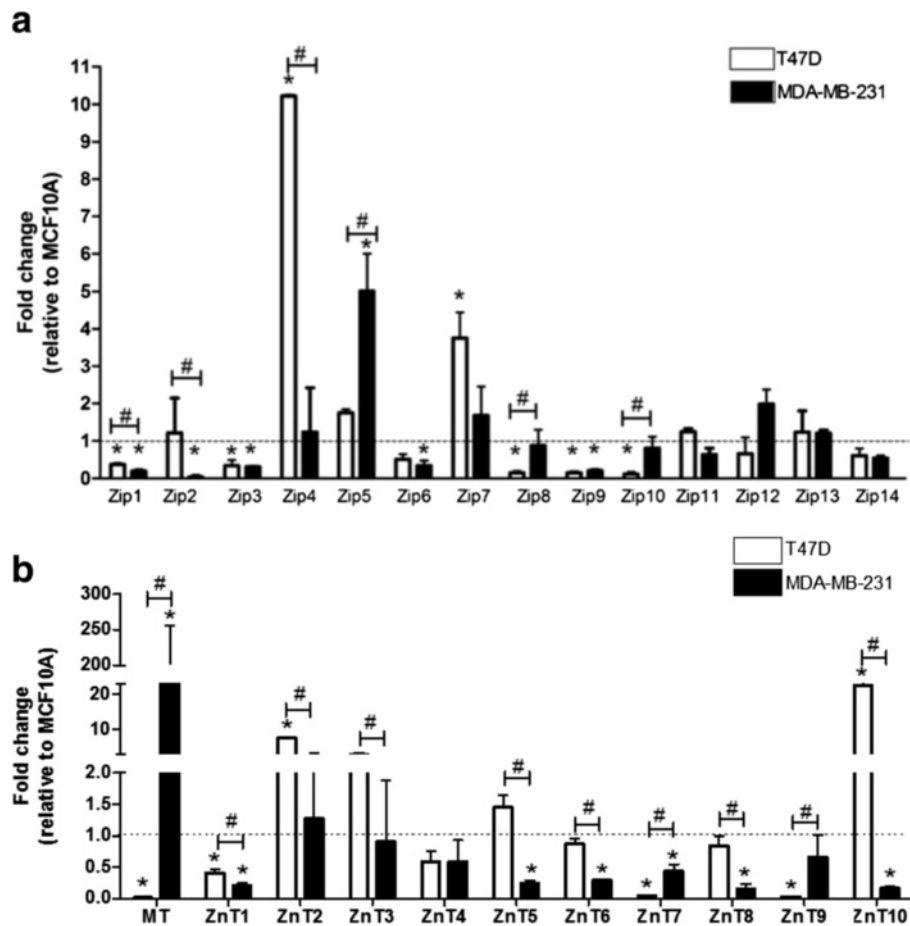 a
T47D
MDA-MB-231
Fold change
(relative to MCF10A)
11
10
9
8
7
6
5
4
3
2
1
0
# * # * # * # * * * * * * * # * * * # *
Zip1 Zip2 Zip3 Zip4 Zip5 Zip6 Zip7 Zip8 Zip9 Zip10 Zip11 Zip12 Zip13 Zip14
b
T47D
MDA-MB-231
Fold change
(relative to MCF10A)
300
250
200
20
10
2.0
1.5
1.0
0.5
0.0
# * * # * * # * # # * # * # * * # * # * # * *
MT ZnT1 ZnT2 ZnT3 ZnT4 ZnT5 ZnT6 ZnT7 ZnT8 ZnT9 ZnT10